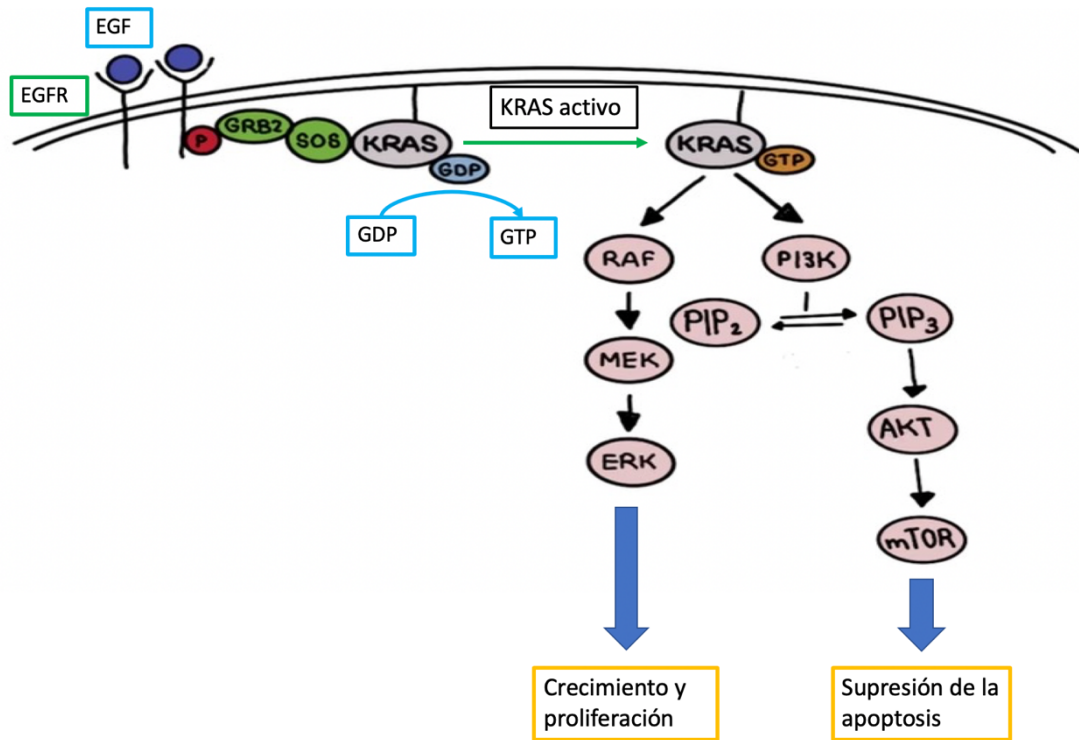 EGF
EGFR
P
GRB2
SOS
KRAS
GDP
KRAS activo
KRAS
GTP
GDP
GTP
RAF
PI3K
PIP2
PIP3
MEK
AKT
ERK
mTOR
Crecimiento y
proliferación
Supresión de la
apoptosis